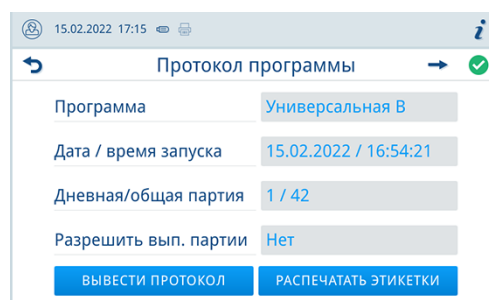 15.02.2022 17:15
i
Протокол программы
Программа Универсальная В
Дата / время запуска 15.02.2022 / 16:54:21
Дневная/общая партия 1 / 42
Разрешить вып. партии Нет
ВЫВЕСТИ ПРОТОКОЛ РАСПЕЧАТАТЬ ЭТИКЕТКИ